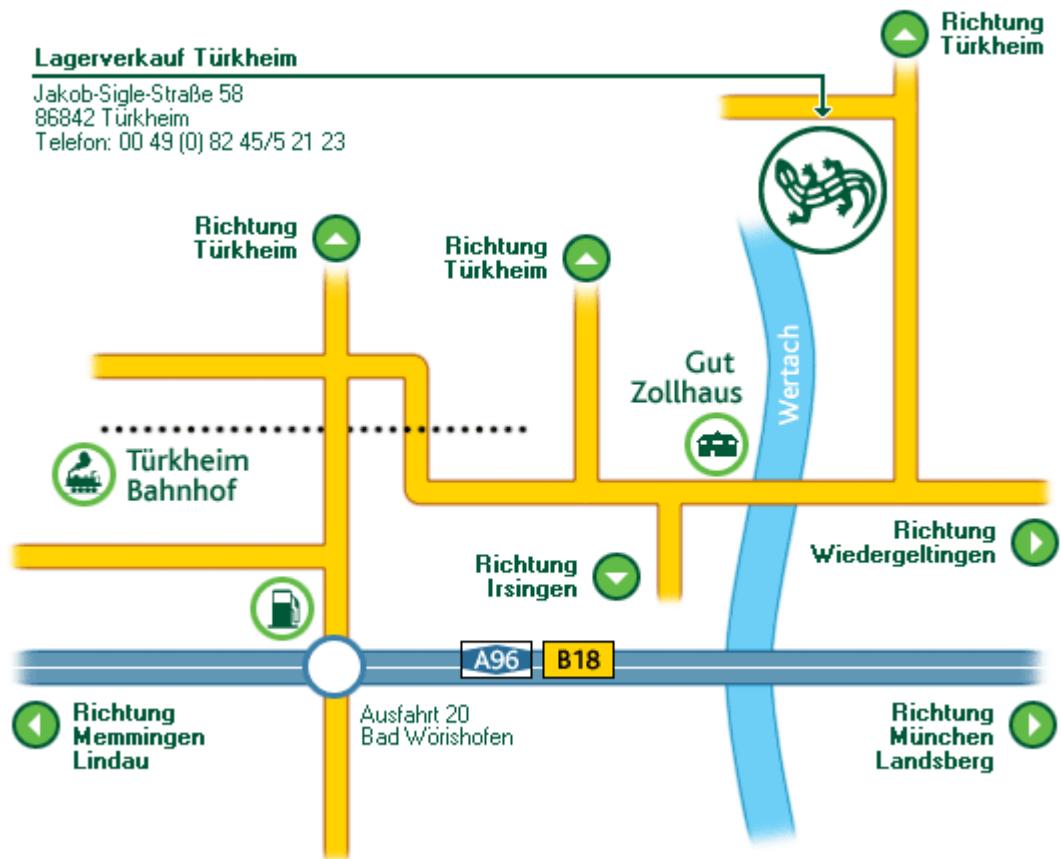 Richtung
Türkheim
Lagerverkauf Türkheim
Jakob-Sigle-Straße 58
86842 Türkheim
Telefon: 00 49 (0) 82 45/5 21 23
Richtung
Türkheim
Richtung
Türkheim
Wertach
Gut
Zollhaus
Türkheim
Bahnhof
Richtung
Wiedergeltingen
Richtung
Irsingen
A96 B18
Richtung
Memmingen
Lindau
Ausfahrt 20
Bad Wörishofen
Richtung
München
Landsberg